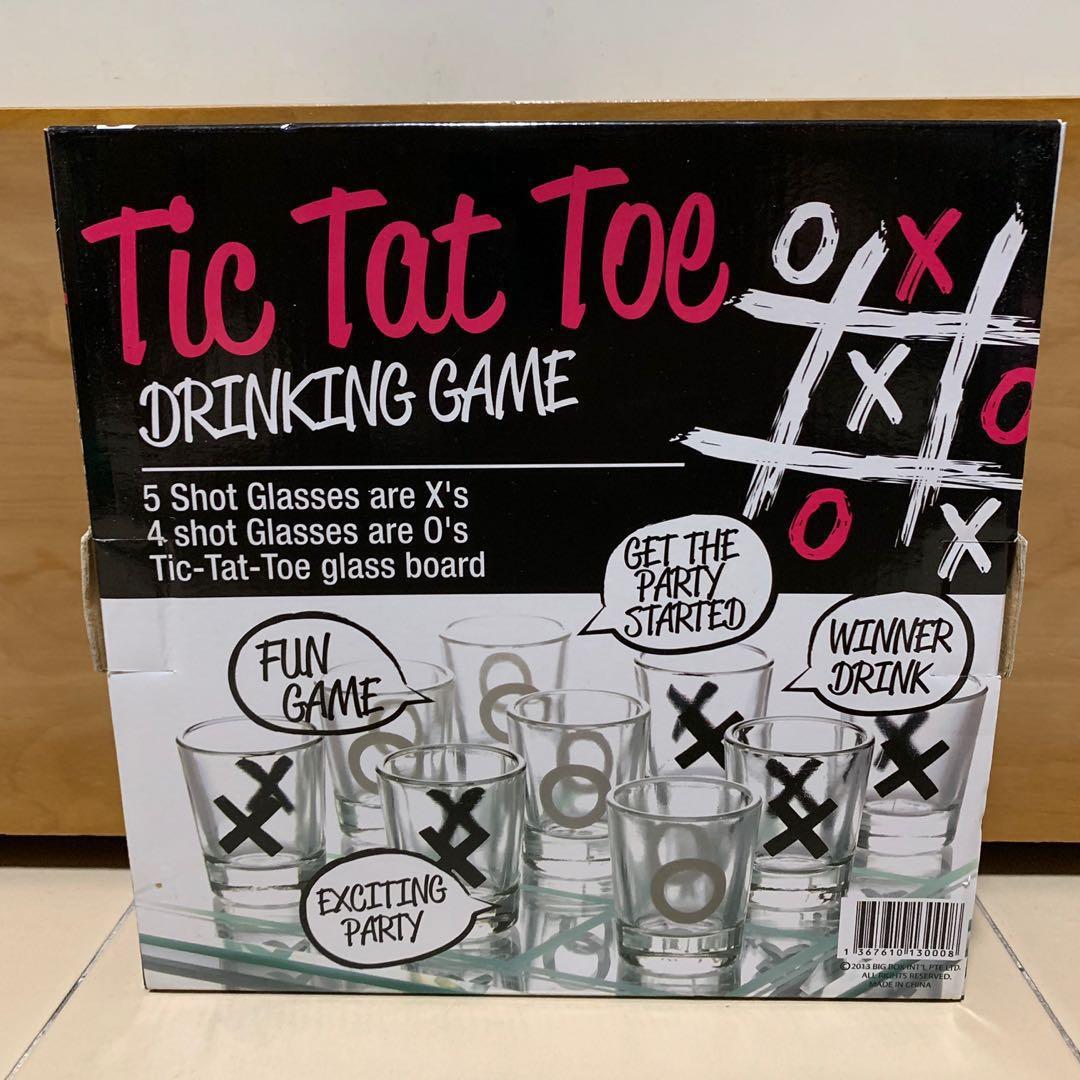 Tic Tat Toe
DRINKING GAME
O X
X O
O X
5 Shot Glasses are X's
4 shot Glasses are O's
Tic-Tat-Toe glass board
GET THE
PARTY
STARTED
WINNER
DRINK
FUN
GAME
EXCITING
PARTY
1 367610 130008
©2013 BIG BOX INT'L PTE LTD.
ALL RIGHTS RESERVED.
MADE IN CHINA